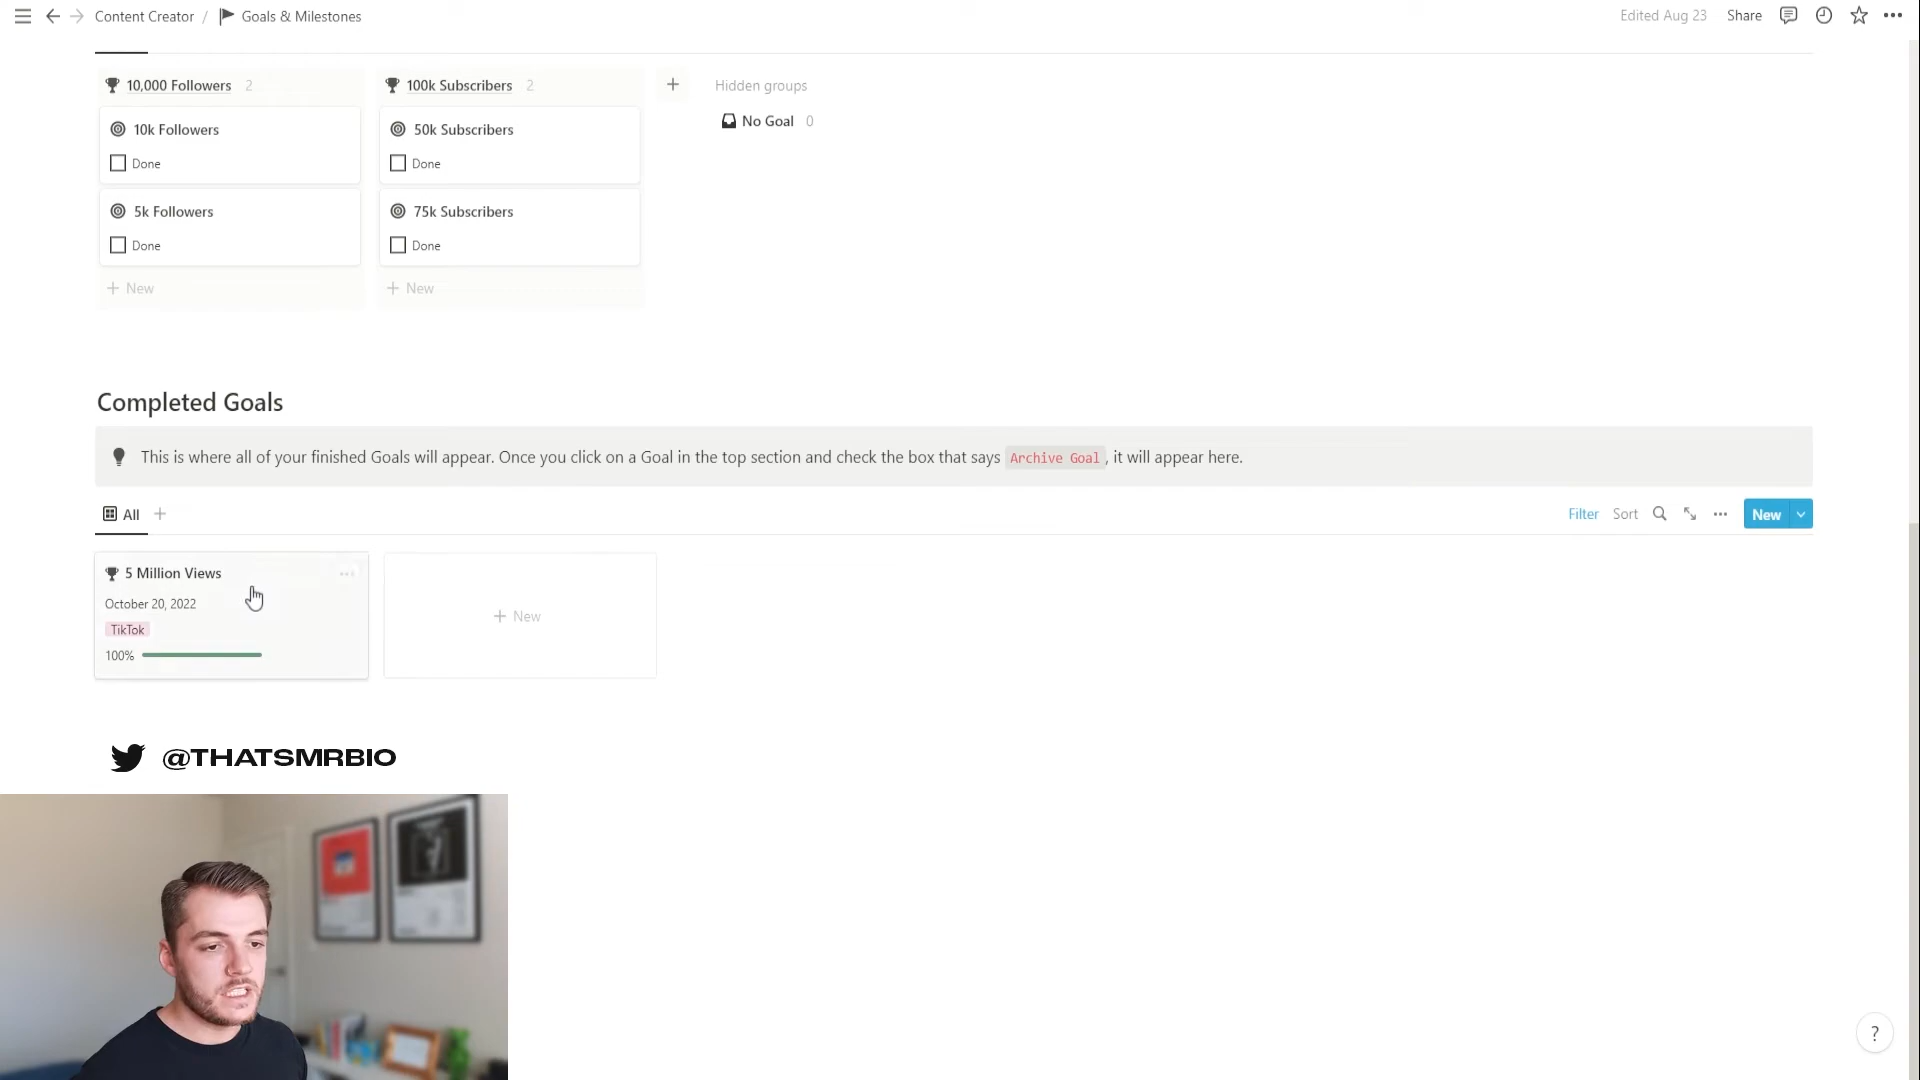 Content Creator / Goals & Milestones
Edited Aug 23 Share
10,000 Followers 2
100k Subscribers 2
Hidden groups
10k Followers
Done
50k Subscribers
Done
No Goal 0
5k Followers
Done
75k Subscribers
Done
+ New
+ New
Completed Goals
This is where all of your finished Goals will appear. Once you click on a Goal in the top section and check the box that says Archive Goal, it will appear here.
All
Filter Sort New
5 Million Views
October 20, 2022
TikTok
100%
+ New
@THATSMRBIO
?